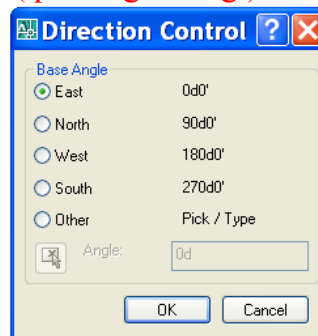 Direction Control
Base Angle
East 0d0'
North 90d0'
West 180d0'
South 270d0'
Other Pick / Type
Angle: 0d
OK Cancel